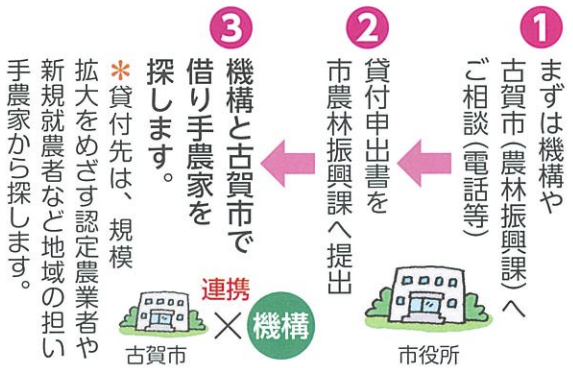 1
まずは機構や
古賀市(農林振興課)へ
ご相談(電話等)
市役所
2
貸付申出書を
市農林振興課へ提出
3
機構と古賀市で
借り手農家を
探します。
*貸付先は、規模
拡大をめざす認定農業者や
新規就農者など地域の担い
手農家から探します。
連携
古賀市
×
機構